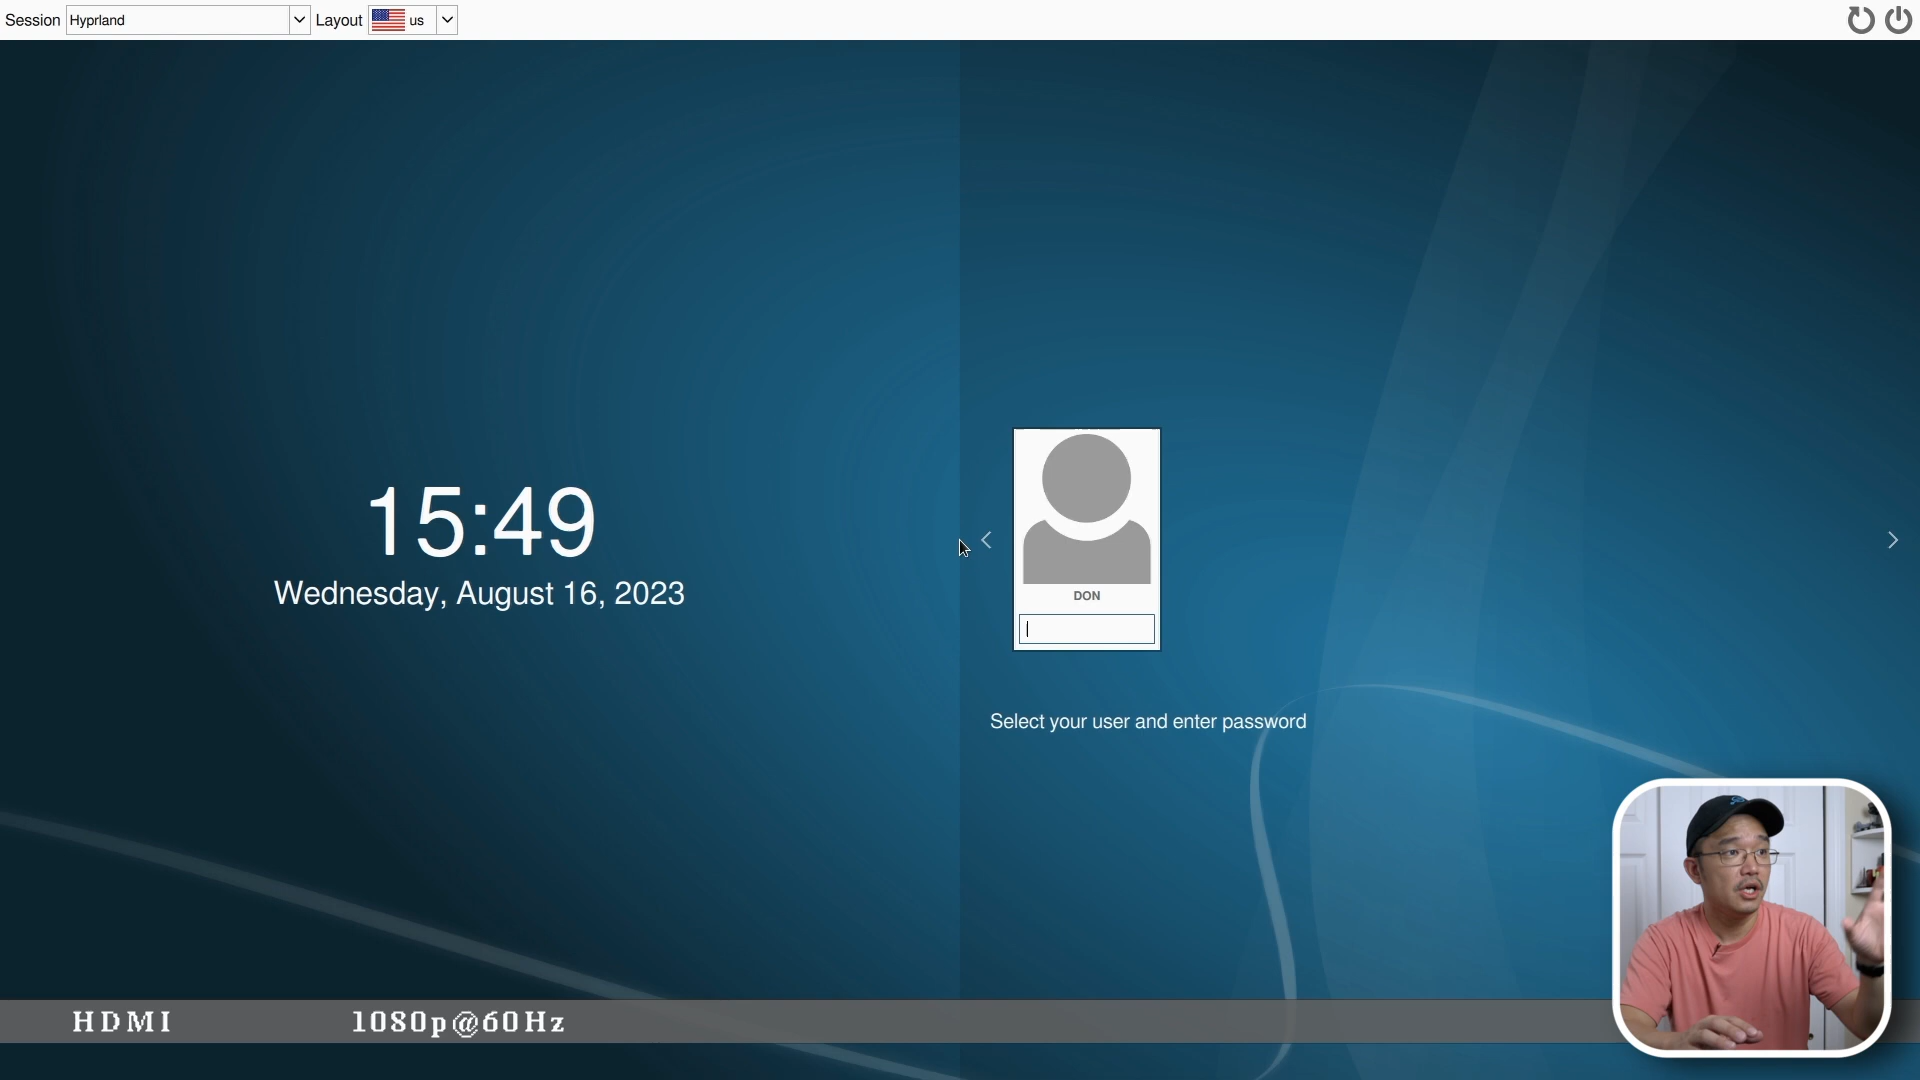 Session Hyprland Layout us
15:49
Wednesday, August 16, 2023
DON
Select your user and enter password
HDMI 1080p@60Hz